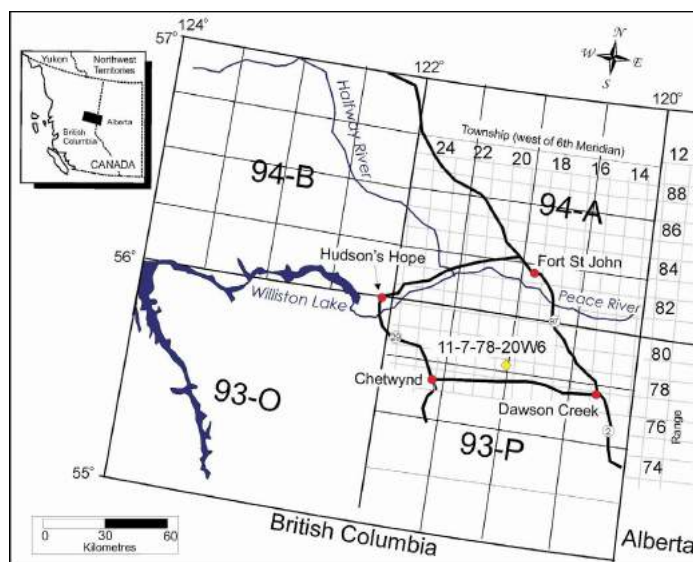 124°
57°
Yukon
Northwest
Territories
Alberta
British
Columbia
CANADA
N
W E
S
122°
120°
Township (west of 6th Meridian)
24 22 20 18 16 14
12
88
86
84
82
80
78
76
74
Range
Halfway
River
94-B
94-A
Hudson's Hope
Fort St John
56°
Williston Lake
Peace River
97
11-7-78-20W6
29
Chetwynd
Dawson Creek
93-O
93-P
2
55°
0 30 60
Kilometres
British Columbia
Alberta